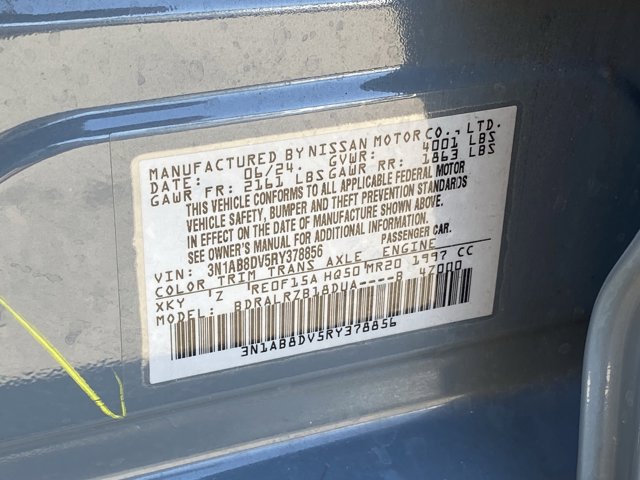 MANUFACTURED BY NISSAN MOTOR CO., LTD.
DATE: 06/24. GVWR: 4001 LBS
GAWR FR: 2161 LBS GAWR RR: 1863 LBS
THIS VEHICLE CONFORMS TO ALL APPLICABLE FEDERAL MOTOR
VEHICLE SAFETY, BUMPER AND THEFT PREVENTION STANDARDS
IN EFFECT ON THE DATE OF MANUFACTURE SHOWN ABOVE.
SEE OWNER'S MANUAL FOR ADDITIONAL INFORMATION.
VIN: 3N1AB8DV5RY378856 PASSENGER CAR.
COLOR TRIM TRANS AXLE ENGINE
XKY Z RE0F15A HQ50 MR20 1997 CC
MODEL: BDRALRZB18DUA----B 47000
3N1AB8DV5RY378856